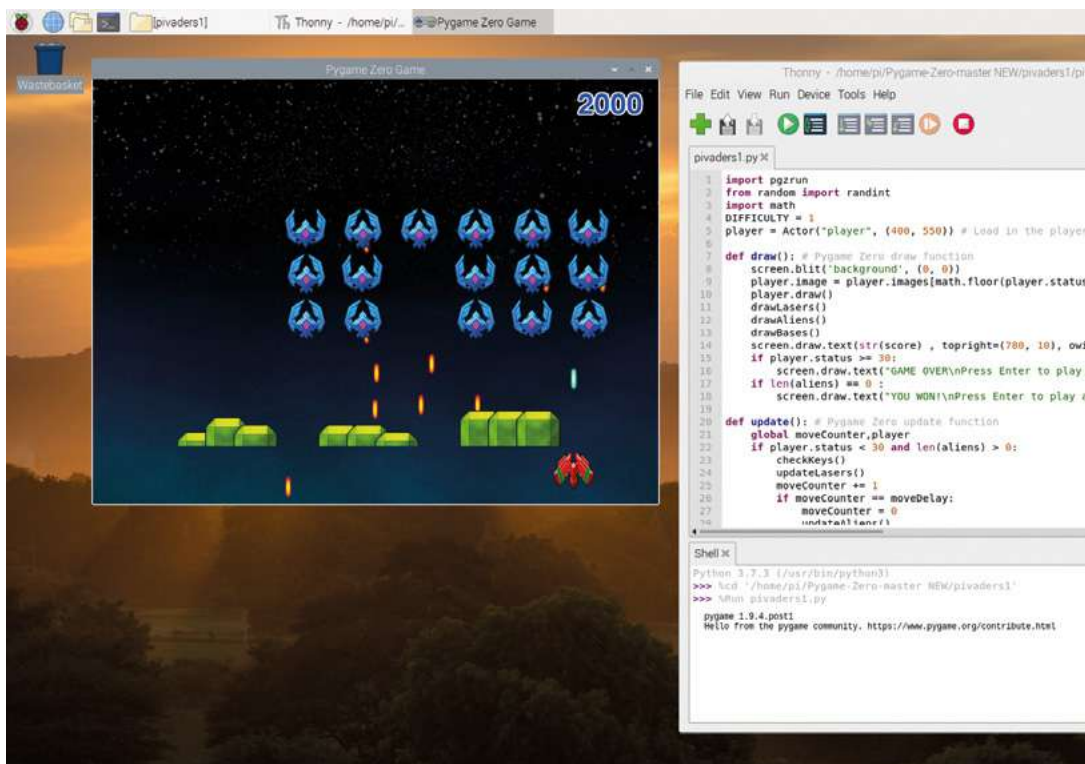 [pivaders1]
Thonny - /home/pi/...
Pygame Zero Game
Wastebasket
Pygame Zero Game
2000
Thonny - /home/pi/Pygame-Zero-master NEW/pivaders1/pi
File Edit View Run Device Tools Help
pivaders1.py
1 import pgzrun
2 from random import randint
3 import math
4 DIFFICULTY = 1
5 player = Actor("player", (400, 550)) # Load in the player
6
7 def draw(): # Pygame Zero draw function
8 screen.blit('background', (0, 0))
9 player.image = player.images[math.floor(player.status
10 player.draw()
11 drawLasers()
12 drawAliens()
13 drawBases()
14 screen.draw.text(str(score) , topright=(780, 10), owi
15 if player.status >= 30:
16 screen.draw.text("GAME OVER\nPress Enter to play
17 if len(aliens) == 0 :
18 screen.draw.text("YOU WON!\nPress Enter to play a
19
20 def update(): # Pygame Zero update function
21 global moveCounter,player
22 if player.status < 30 and len(aliens) > 0:
23 checkKeys()
24 updateLasers()
25 moveCounter += 1
26 if moveCounter == moveDelay:
27 moveCounter = 0
updateAliens()
Shell
Python 3.7.3 (/usr/bin/python3)
>>> %cd '/home/pi/Pygame-Zero-master NEW/pivaders1'
>>> %Run pivaders1.py
pygame 1.9.4.post1
Hello from the pygame community. https://www.pygame.org/contribute.html